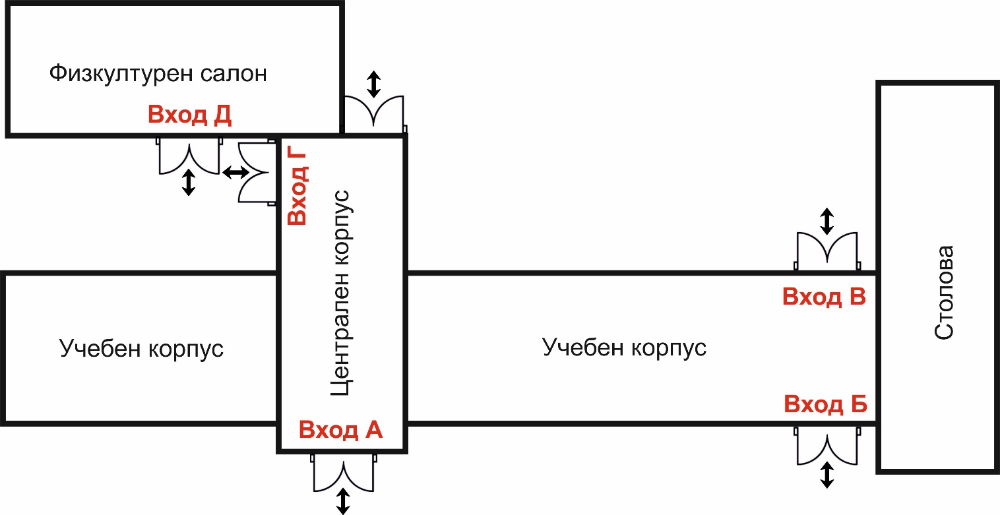 Физкултурен салон
Вход Д
Вход Г
Централен корпус
Вход А
Учебен корпус
Учебен корпус
Вход В
Вход Б
Столова